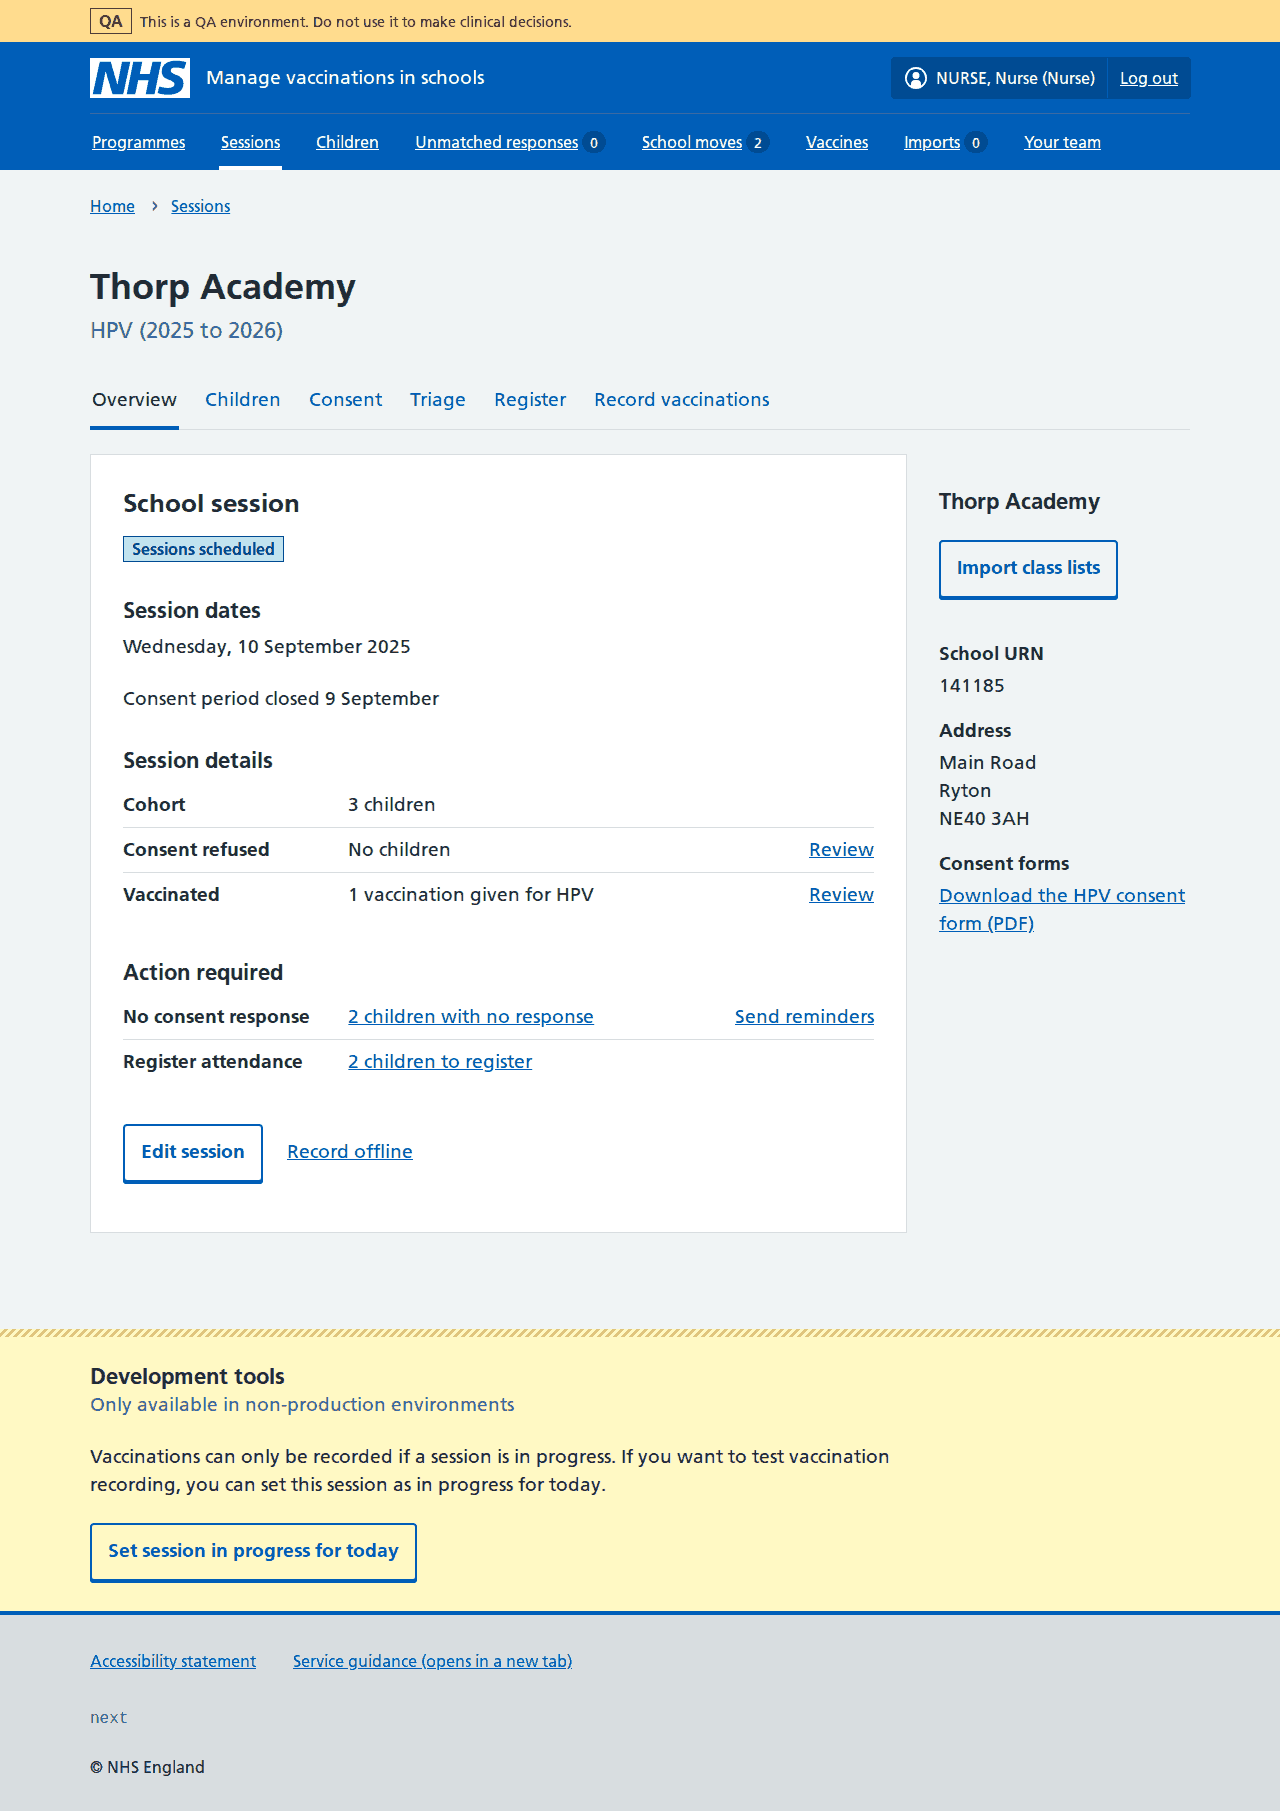 QA This is a QA environment. Do not use it to make clinical decisions.
NHS Manage vaccinations in schools NURSE, Nurse (Nurse) Log out
Programmes Sessions Children Unmatched responses 0 School moves 2 Vaccines Imports 0 Your team
Home › Sessions
Thorp Academy
HPV (2025 to 2026)
Overview Children Consent Triage Register Record vaccinations
School session
Sessions scheduled
Session dates
Wednesday, 10 September 2025
Consent period closed 9 September
Session details
Cohort 3 children
Consent refused No children Review
Vaccinated 1 vaccination given for HPV Review
Action required
No consent response 2 children with no response Send reminders
Register attendance 2 children to register
Edit session Record offline
Thorp Academy
Import class lists
School URN
141185
Address
Main Road
Ryton
NE40 3AH
Consent forms
Download the HPV consent
form (PDF)
Development tools
Only available in non-production environments
Vaccinations can only be recorded if a session is in progress. If you want to test vaccination
recording, you can set this session as in progress for today.
Set session in progress for today
Accessibility statement Service guidance (opens in a new tab)
next
© NHS England